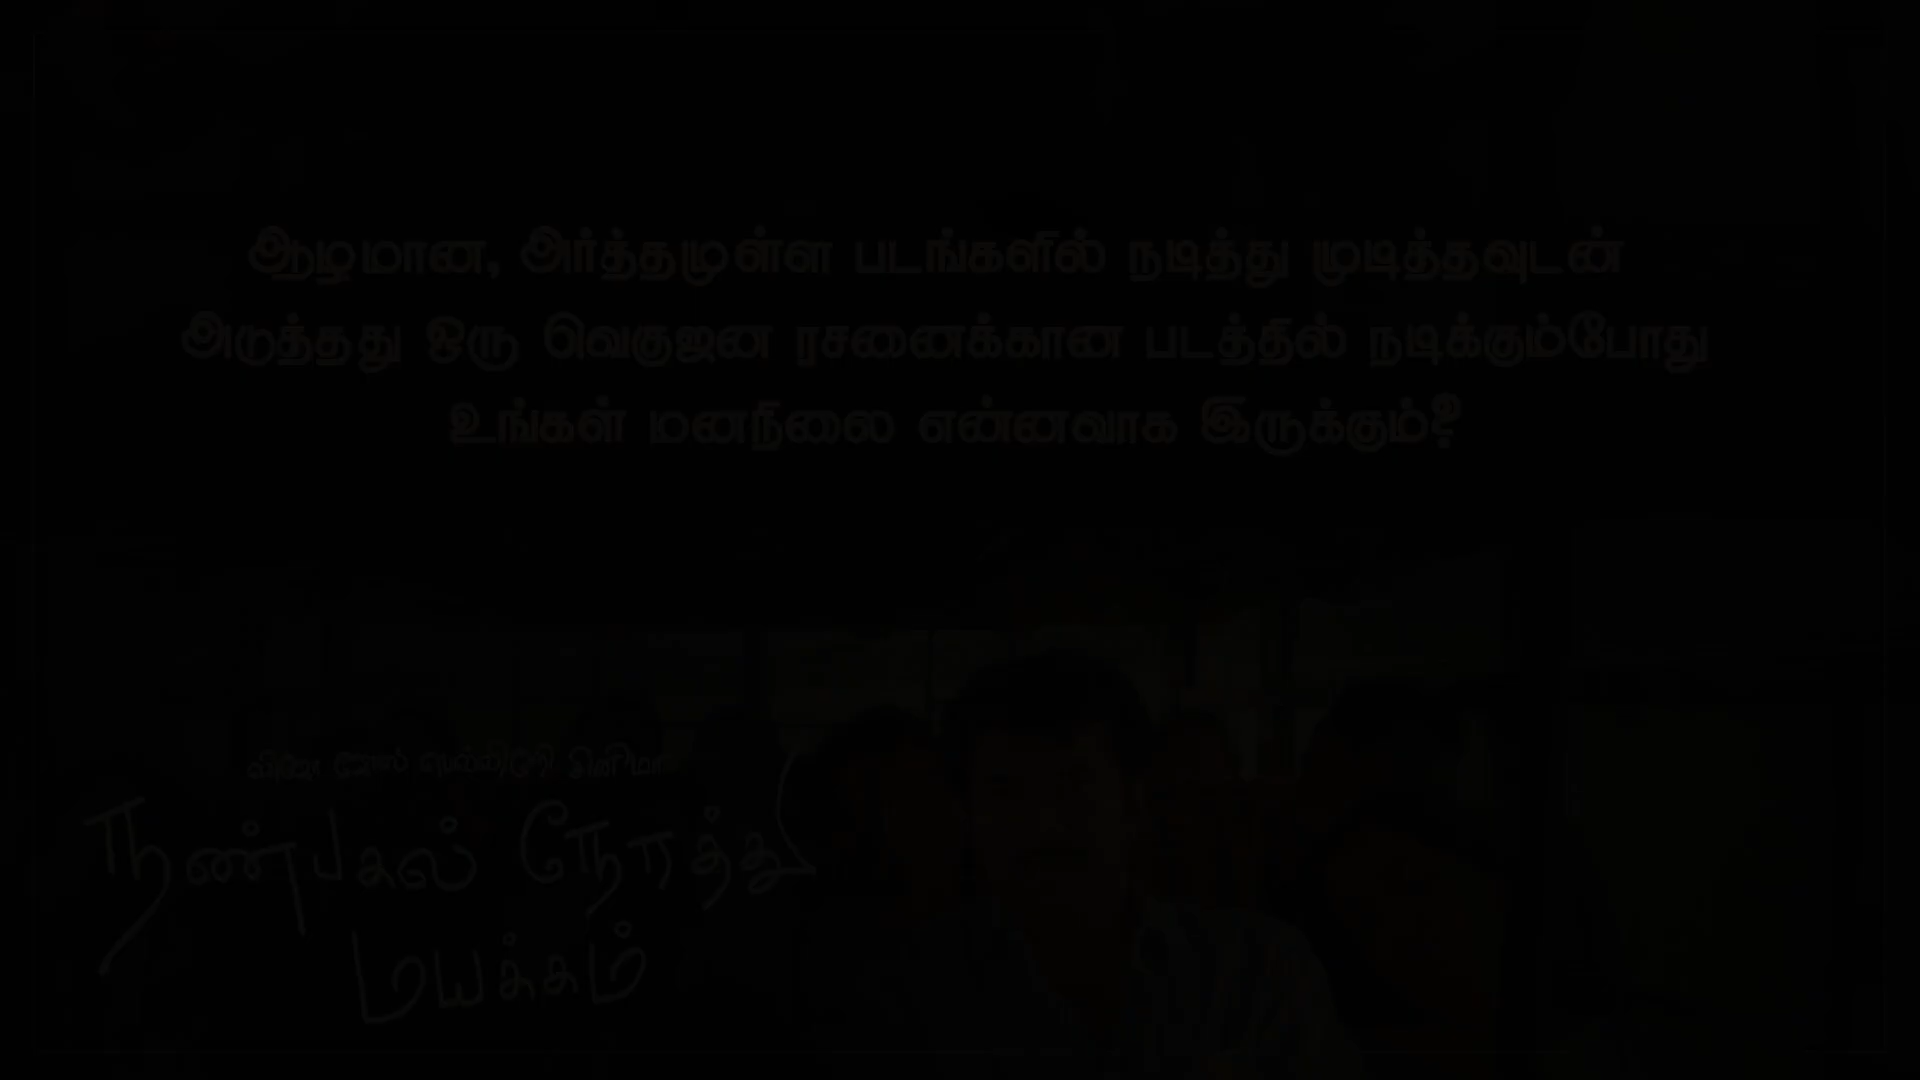 ஆழமான, அர்த்தமுள்ள படங்களில் நடித்து முடித்தவுடன்
அடுத்தது ஒரு வெகுஜன ரசனைக்கான படத்தில் நடிக்கும்போது
உங்கள் மனநிலை என்னவாக இருக்கும்?
நண்பகல் நேரத்து
மயக்கம்